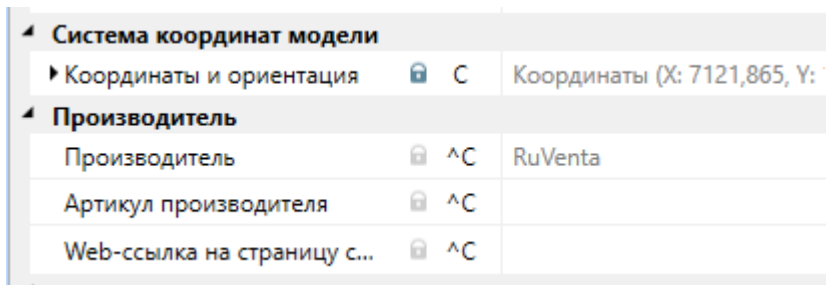 Система координат модели
Координаты и ориентация C Координаты (X: 7121,865, Y:
Производитель
Производитель ^C RuVenta
Артикул производителя ^C
Web-ссылка на страницу с... ^C